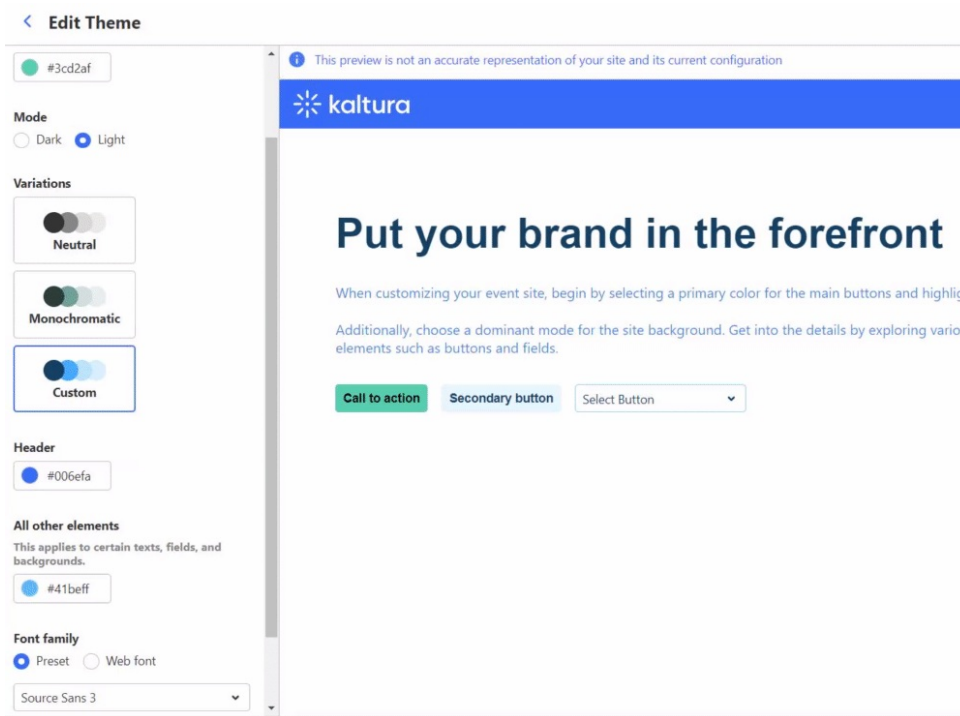 Edit Theme
#3cd2af
Mode
Dark
Light
Variations
Neutral
Monochromatic
Custom
Header
#006efa
All other elements
This applies to certain texts, fields, and
backgrounds.
#41beff
Font family
Preset
Web font
Source Sans 3
This preview is not an accurate representation of your site and its current configuration
kaltura
Put your brand in the forefront
When customizing your event site, begin by selecting a primary color for the main buttons and
Additionally, choose a dominant mode for the site background. Get into the details by exploring
elements such as buttons and fields.
Call to action
Secondary button
Select Button